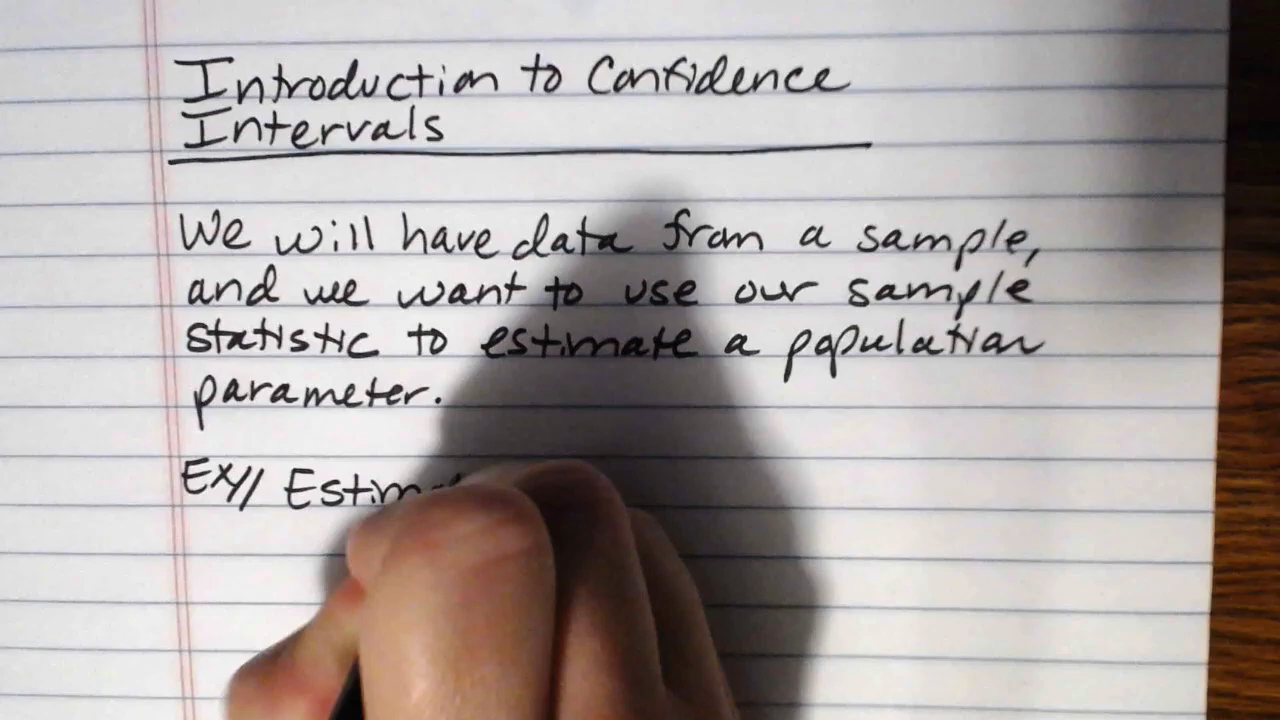 Introduction to Confidence
Intervals
We will have data from a sample,
and we want to use our sample
statistic to estimate a population
parameter.
Ex//